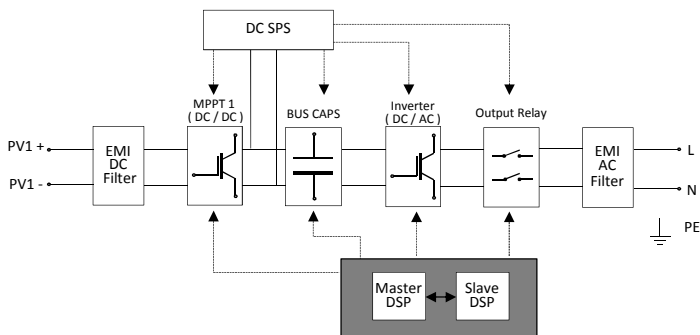 DC SPS
MPPT 1
( DC / DC )
BUS CAPS
Inverter
( DC / AC )
Output Relay
PV1 +
PV1 -
EMI
DC
Filter
EMI
AC
Filter
L
N
PE
Master
DSP
Slave
DSP